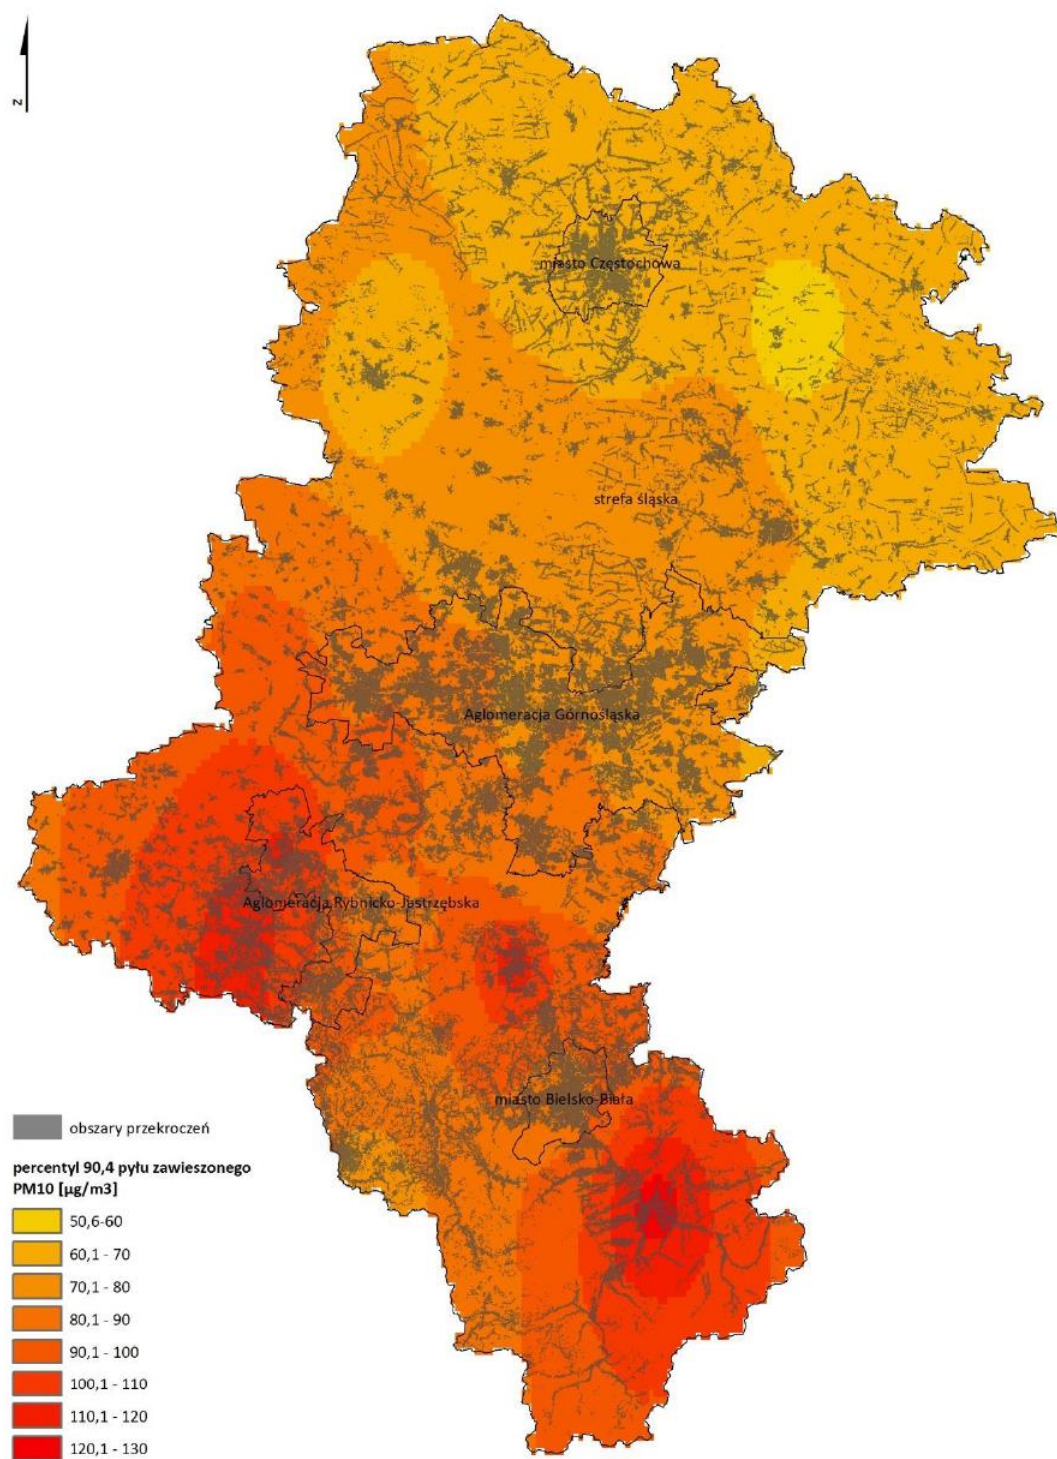 z
miasto Częstochowa
strefa śląska
Aglomeracja Górnośląska
Aglomeracja Rybnicko-Jastrzębska
miasto Bielsko-Biała
obszary przekroczeń
percentyl 90,4 pyłu zawieszonego
PM10 [µg/m3]
50,6-60
60,1 - 70
70,1 - 80
80,1 - 90
90,1 - 100
100,1 - 110
110,1 - 120
120,1 - 130